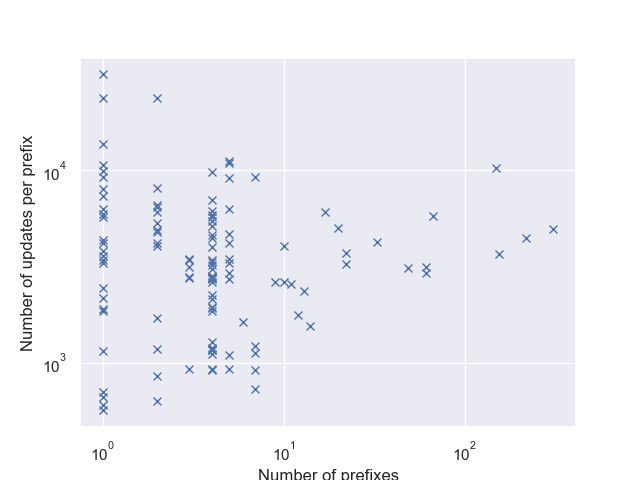 Number of updates per prefix
10^4
10^3
10^0 10^1 10^2
Number of prefixes